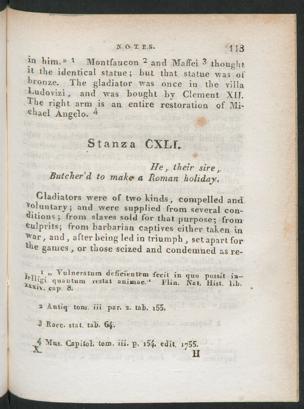 N.O.T.E.S. 113
in him." 1 Montfaucon 2 and Maffei 3 thought
it the identical statue; but that statue was of
bronze. The gladiator was once in the villa
Ludovizi, and was bought by Clement XII.
The right arm is an entire restoration of Mi-
chael Angelo. 4
Stanza CXLI.
He, their sire,
Butcher'd to make a Roman holiday.
Gladiators were of two kinds, compelled and
voluntary; and were supplied from several con-
ditions; from slaves sold for that purpose; from
culprits; from barbarian captives either taken in
war, and, after being led in triumph, set apart for
the games, or those seized and condemned as re-
1 „ Vulneratum deficientem fecit in quo possit in-
telligi quantum restat animae." Plin. Nat. Hist. lib.
xxxiv. cap. 8.
2 Antiq. tom. iii par. 2. tab. 155.
3 Racc. stat. tab. 64.
4 Mus. Capitol. tom. iii. p. 154. edit. 1755.
X. H